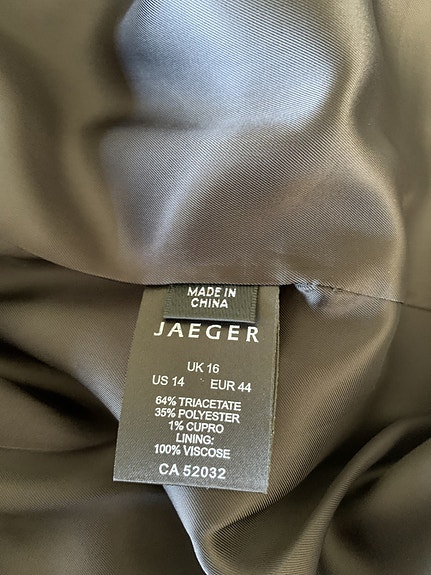 MADE IN
CHINA
JAEGER
UK 16
US 14 EUR 44
64% TRIACETATE
35% POLYESTER
1% CUPRO
LINING:
100% VISCOSE
CA 52032